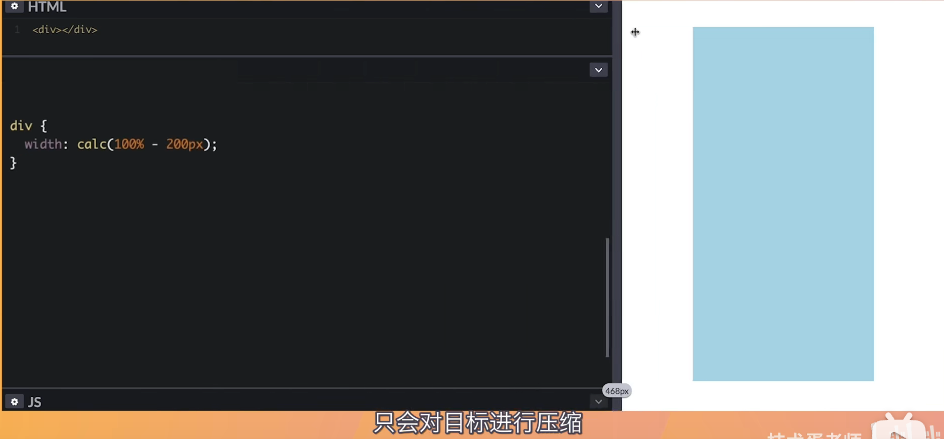 HTML
1 <div></div>
div {
width: calc(100% - 200px);
}
468px
JS
只会对目标进行压缩
技术蛋老师